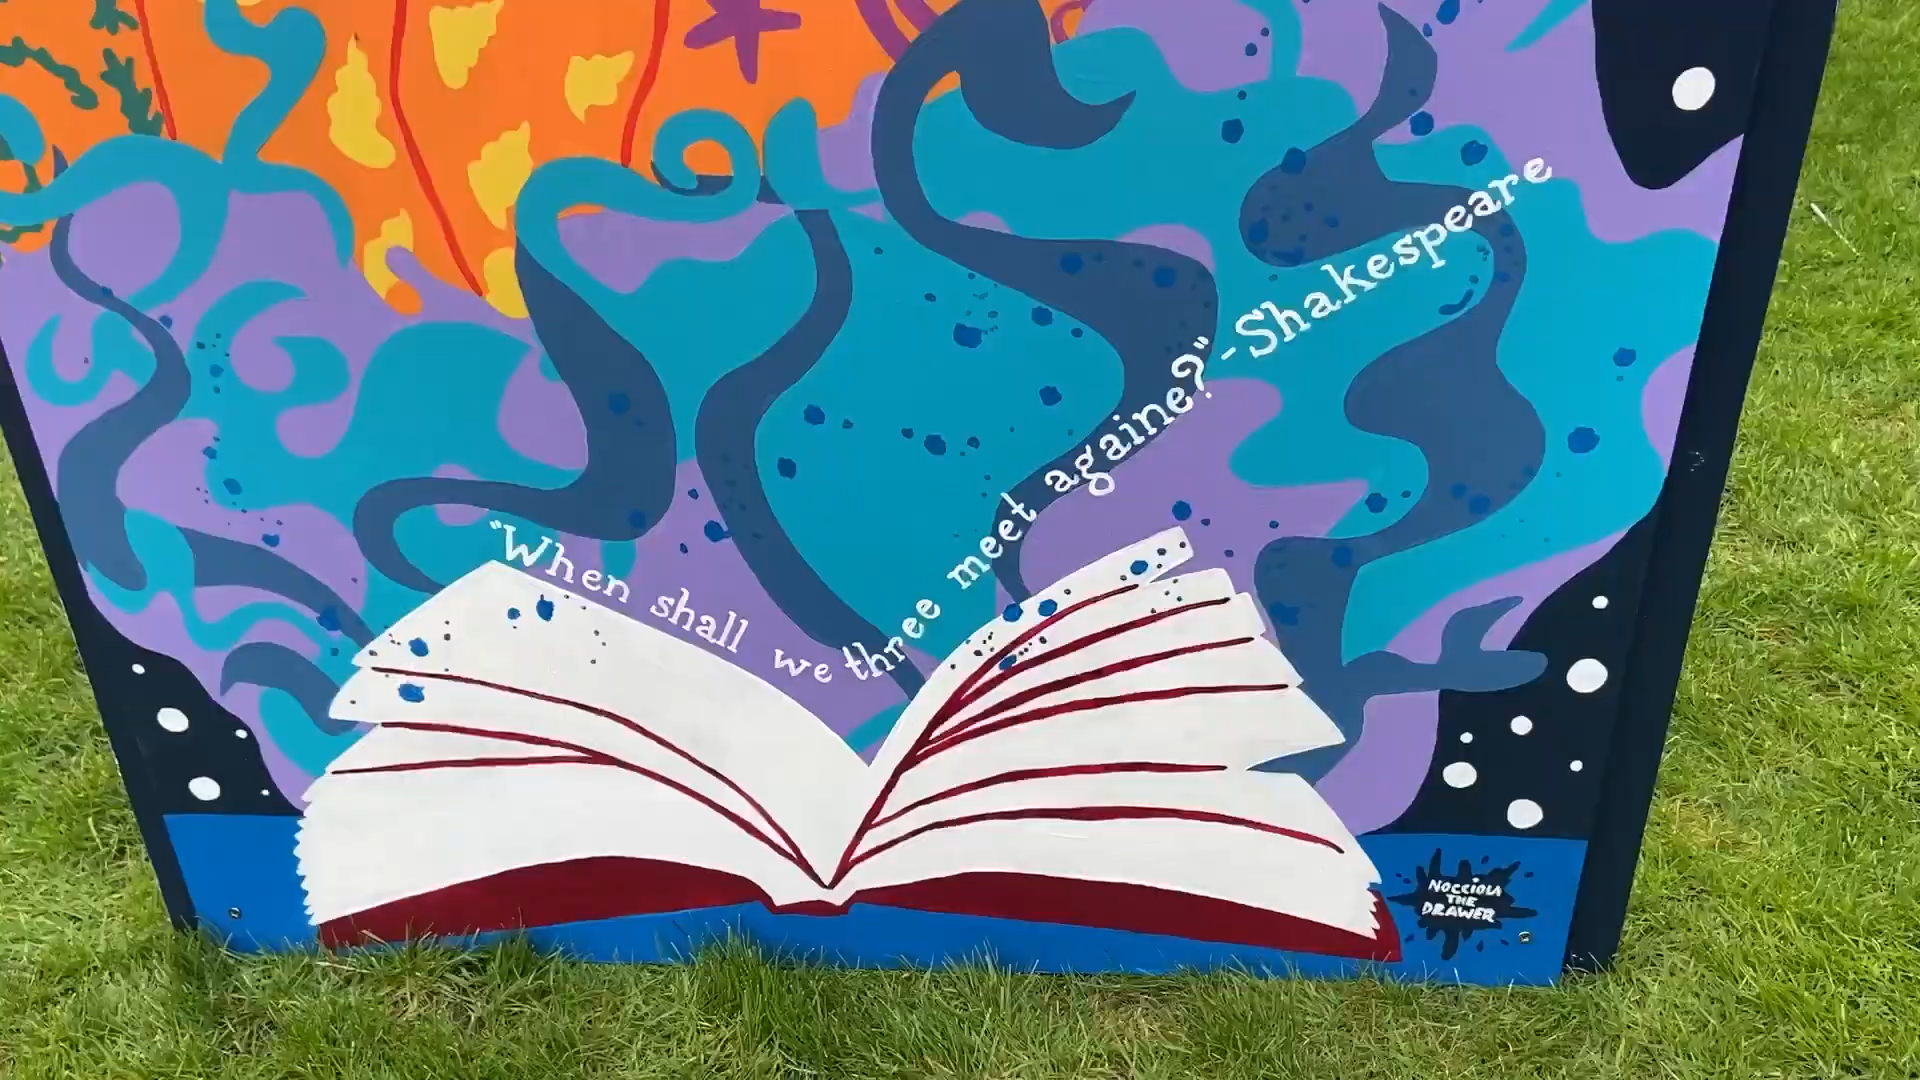 "When shall we three meet againe?"-Shakespeare
NOCCIOLA
THE
DRAWER